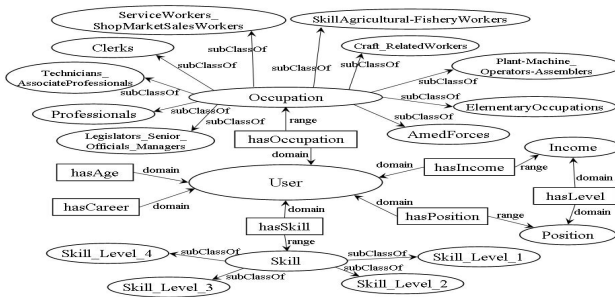 ServiceWorkers_
ShopMarketSalesWorkers
SkillAgricultural-FisheryWorkers
Clerks
subClassOf
subClassOf
Craft_RelatedWorkers
subClassOf
subClassOf
Technicians_
AssociateProfessionals
subClassOf
Plant-Machine_
Operators-Assemblers
subClassOf
Occupation
subClassOf
ElementaryOccupations
Professionals
subClassOf
subClassOf
range
subClassOf
AmedForces
Legislators_Senior_
Officials_Managers
hasOccupation
domain
Income
hasAge
domain
User
domain
hasIncome
range
domain
hasLevel
hasCareer
domain
domain
hasPosition
range
domain
Position
domain
hasSkill
range
Skill_Level_4
subClassOf
Skill
subClassOf
Skill_Level_1
subClassOf
subClassOf
Skill_Level_3
Skill_Level_2